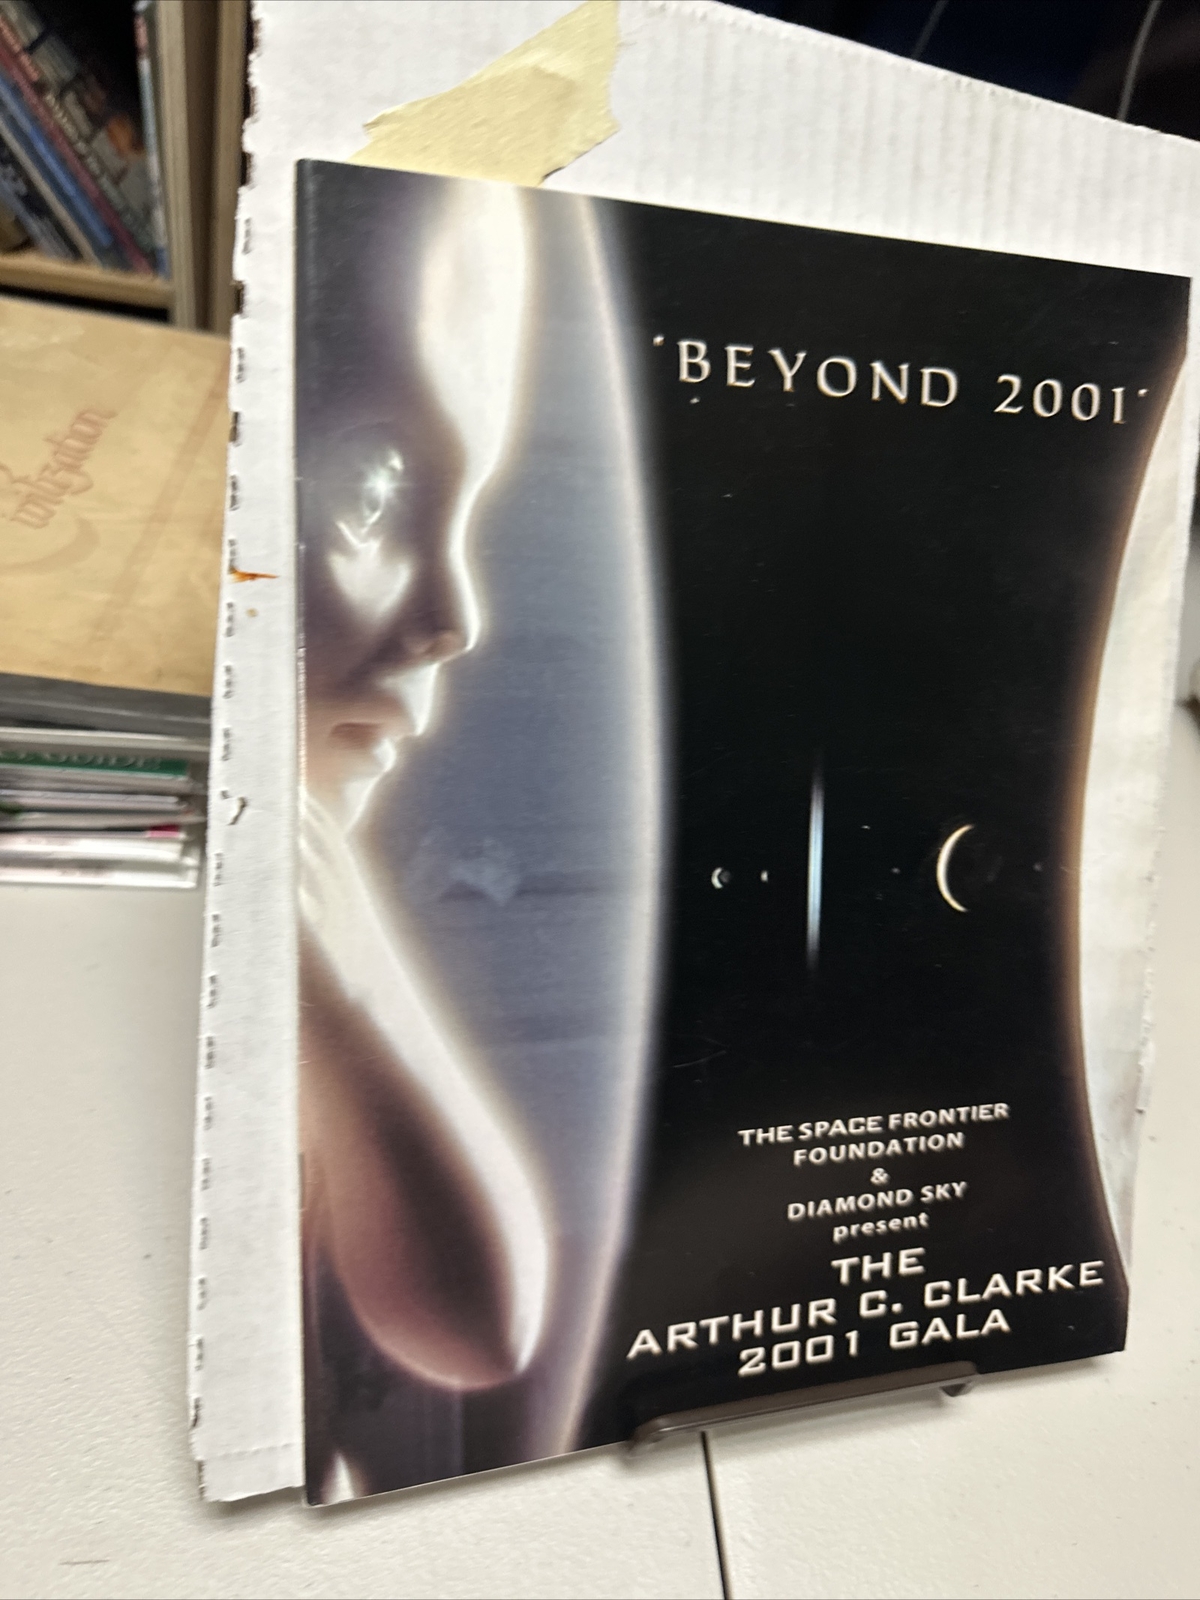 'BEYOND 2001'
THE SPACE FRONTIER
FOUNDATION
&
DIAMOND SKY
present
THE
ARTHUR C. CLARKE
2001 GALA